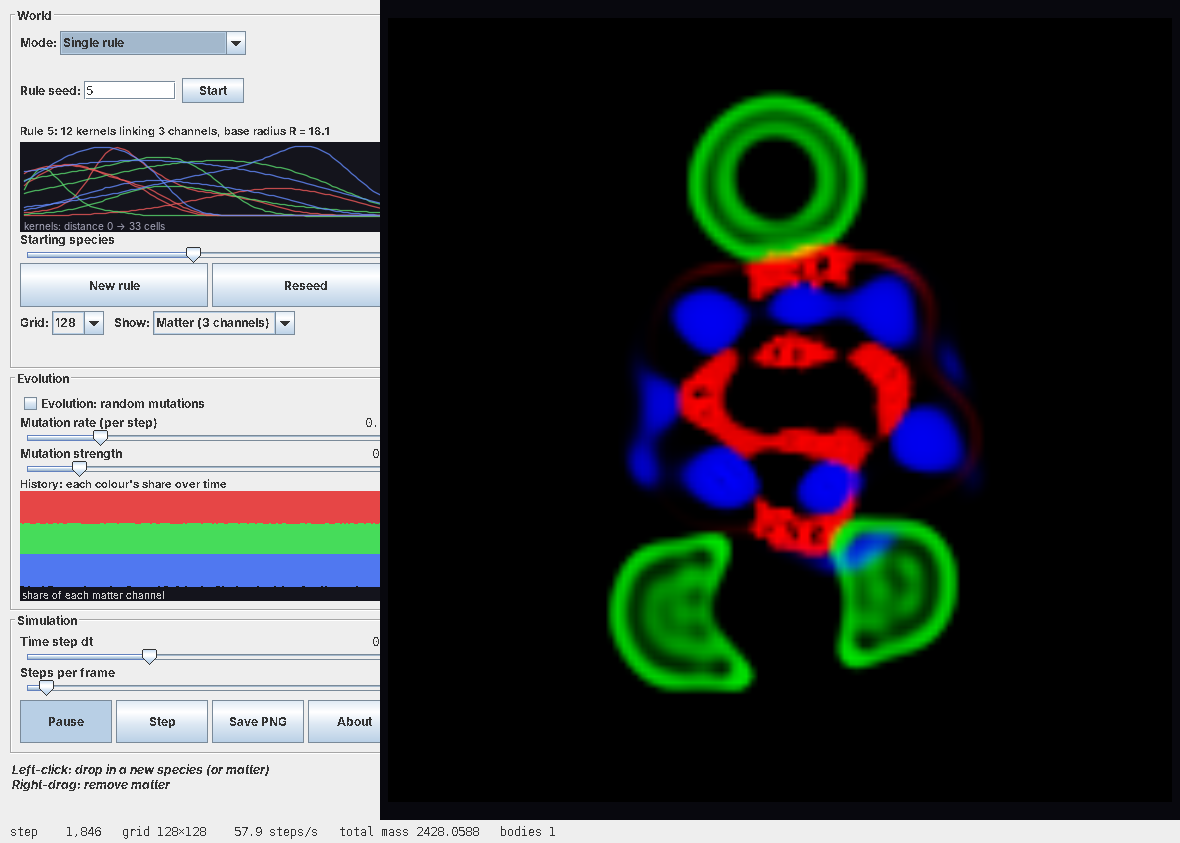 World
Mode: Single rule
Rule seed: 5 Start
Rule 5: 12 kernels linking 3 channels, base radius R = 18.1
kernels: distance 0 → 33 cells
Starting species
New rule Reseed
Grid: 128 Show: Matter (3 channels)
Evolution
Evolution: random mutations
Mutation rate (per step) 0.
Mutation strength 0
History: each colour's share over time
share of each matter channel
Simulation
Time step dt 0
Steps per frame
Pause Step Save PNG About
Left-click: drop in a new species (or matter)
Right-drag: remove matter
step 1,846 grid 128×128 57.9 steps/s total mass 2428.0588 bodies 1